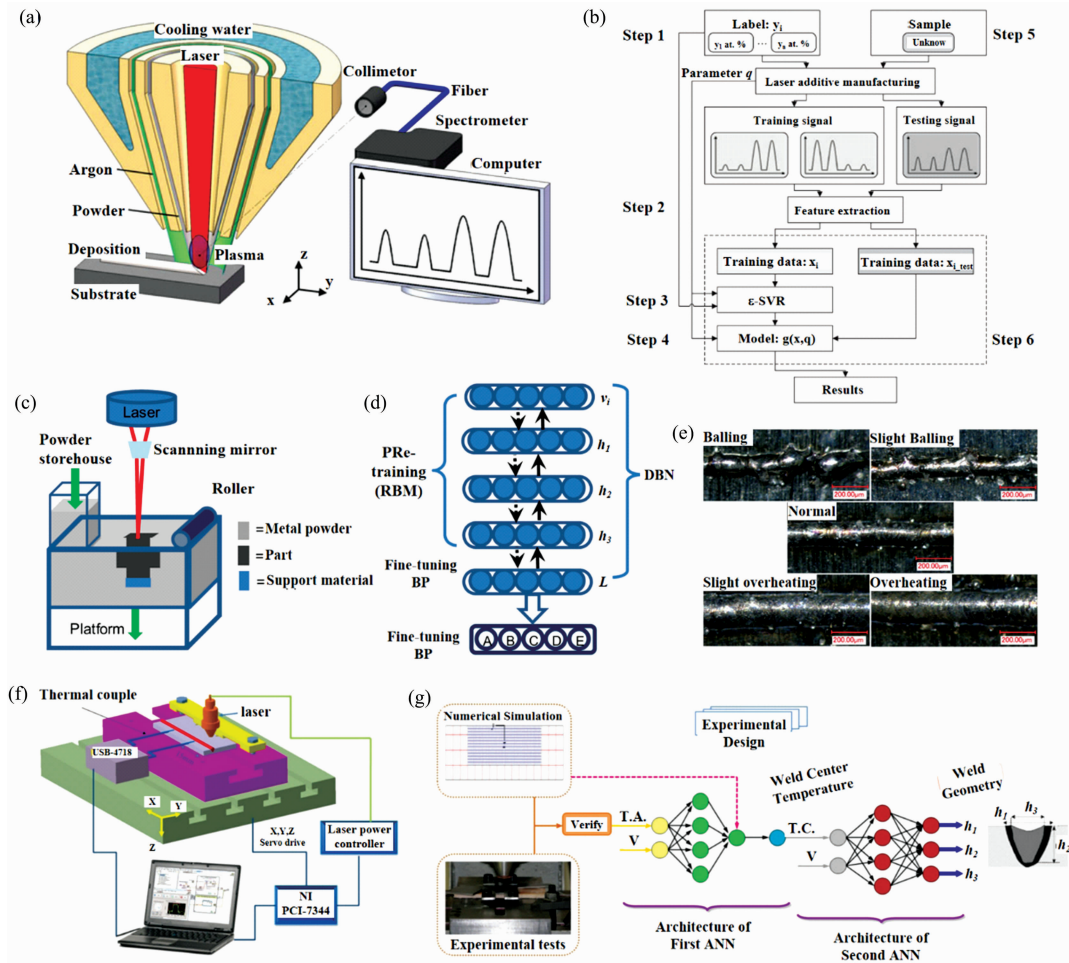 (a)
Cooling water
Laser
Collimetor
Fiber
Spectrometer
Computer
Argon
Powder
Deposition
Plasma
Substrate
z
y
x
(b)
Step 1
Label: yi
y1 at. % ... yn at. %
Sample
Unknow
Step 5
Parameter q
Laser additive manufacturing
Training signal
Testing signal
Step 2
Feature extraction
Training data: xi
Training data: xi_test
Step 3
ε-SVR
Step 4
Model: g(x,q)
Step 6
Results
(c)
Laser
Powder
storehouse
Scannning mirror
Roller
=Metal powder
=Part
=Support material
Platform
(d)
vi
PRe-
training
(RBM)
h1
h2
h3
DBN
Fine-tuning
BP
L
Fine-tuning
BP
A B C D E
(e)
Balling
200.00μm
Slight Balling
200.00μm
Normal
200.00μm
Slight overheating
200.00μm
Overheating
200.00μm
(f)
Thermal couple
laser
USB-4718
X
Y
Z
X,Y,Z
Servo drive
Laser power
controller
NI
PCI-7344
(g)
Numerical Simulation
Experimental
Design
Verify
T.A.
V
Weld Center
Temperature
T.C.
V
Weld
Geometry
h1
h2
h3
h1
h3
h2
Experimental tests
Architecture of
First ANN
Architecture of
Second ANN